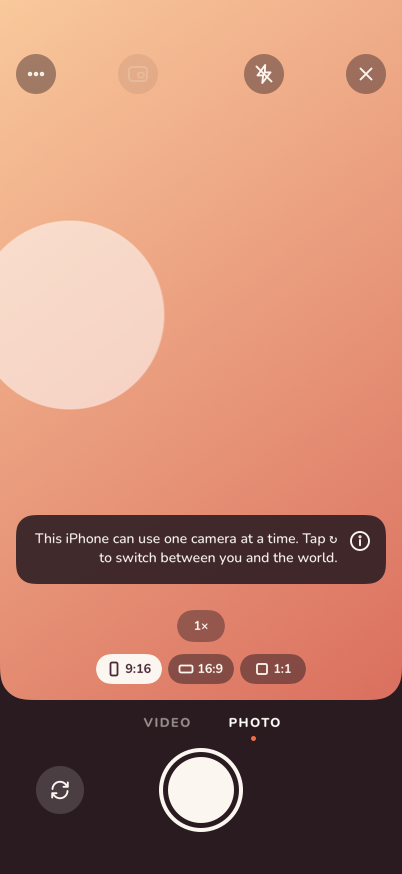 This iPhone can use one camera at a time. Tap ↻
to switch between you and the world.
1×
9:16
16:9
1:1
VIDEO
PHOTO